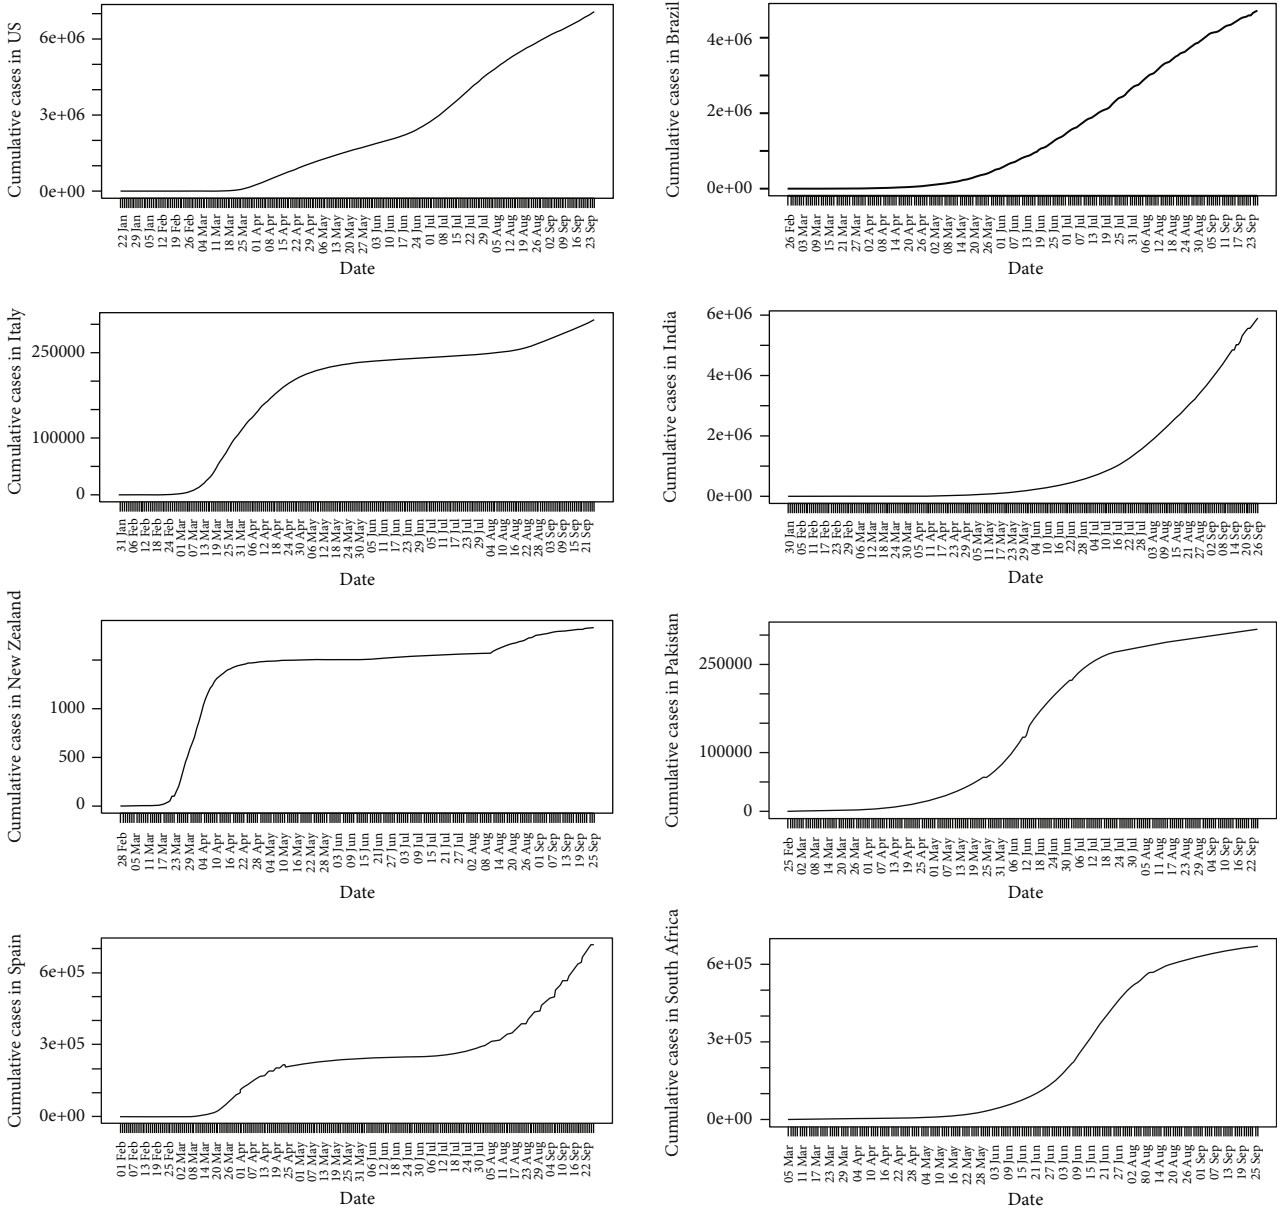 Cumulative cases in US
6e+06
3e+06
0e+00
22 Jan 29 Jan 05 Jan 12 Feb 19 Feb 26 Feb 04 Mar 11 Mar 18 Mar 25 Mar 01 Apr 08 Apr 15 Apr 22 Apr 29 Apr 06 May 13 May 20 May 27 May 03 Jun 10 Jun 17 Jun 24 Jun 01 Jul 08 Jul 15 Jul 22 Jul 29 Jul 05 Aug 12 Aug 19 Aug 26 Aug 02 Sep 09 Sep 16 Sep 23 Sep
Date
Cumulative cases in Brazil
4e+06
2e+06
0e+00
26 Feb 03 Mar 09 Mar 15 Mar 21 Mar 27 Mar 02 Apr 08 Apr 14 Apr 20 Apr 26 Apr 02 May 08 May 14 May 20 May 26 May 01 Jun 07 Jun 13 Jun 19 Jun 25 Jun 01 Jul 07 Jul 13 Jul 19 Jul 25 Jul 31 Jul 06 Aug 12 Aug 18 Aug 24 Aug 30 Aug 05 Sep 11 Sep 17 Sep 23 Sep
Date
Cumulative cases in Italy
250000
100000
0
31 Jan 06 Feb 12 Feb 18 Feb 24 Feb 01 Mar 07 Mar 13 Mar 19 Mar 25 Mar 31 Mar 06 Apr 12 Apr 18 Apr 24 Apr 30 Apr 06 May 12 May 18 May 24 May 30 May 05 Jun 11 Jun 17 Jun 23 Jun 29 Jun 05 Jul 11 Jul 17 Jul 23 Jul 29 Jul 04 Aug 10 Aug 16 Aug 22 Aug 28 Aug 03 Sep 09 Sep 15 Sep 21 Sep
Date
Cumulative cases in India
6e+06
4e+06
2e+06
0e+00
30 Jan 05 Feb 11 Feb 17 Feb 23 Feb 29 Feb 06 Mar 12 Mar 18 Mar 24 Mar 30 Mar 05 Apr 11 Apr 17 Apr 23 Apr 29 Apr 05 May 11 May 17 May 23 May 29 May 04 Jun 10 Jun 16 Jun 22 Jun 28 Jun 04 Jul 10 Jul 16 Jul 22 Jul 28 Jul 03 Aug 09 Aug 15 Aug 21 Aug 27 Aug 02 Sep 08 Sep 14 Sep 20 Sep 26 Sep
Date
Cumulative cases in New Zealand
1000
500
0
28 Feb 05 Mar 11 Mar 17 Mar 23 Mar 29 Mar 04 Apr 10 Apr 16 Apr 22 Apr 28 Apr 04 May 10 May 16 May 22 May 28 May 03 Jun 09 Jun 15 Jun 21 Jun 27 Jun 03 Jul 09 Jul 15 Jul 21 Jul 27 Jul 02 Aug 08 Aug 14 Aug 20 Aug 26 Aug 01 Sep 07 Sep 13 Sep 19 Sep 25 Sep
Date
Cumulative cases in Pakistan
250000
100000
0
25 Feb 02 Mar 08 Mar 14 Mar 20 Mar 26 Mar 01 Apr 07 Apr 13 Apr 19 Apr 25 Apr 01 May 07 May 13 May 19 May 25 May 31 May 06 Jun 12 Jun 18 Jun 24 Jun 30 Jun 06 Jul 12 Jul 18 Jul 24 Jul 30 Jul 05 Aug 11 Aug 17 Aug 23 Aug 29 Aug 04 Sep 10 Sep 16 Sep 22 Sep
Date
Cumulative cases in Spain
6e+05
3e+05
0e+00
01 Feb 07 Feb 13 Feb 19 Feb 25 Feb 02 Mar 08 Mar 14 Mar 20 Mar 26 Mar 01 Apr 07 Apr 13 Apr 19 Apr 25 Apr 01 May 07 May 13 May 19 May 25 May 31 May 06 Jun 12 Jun 18 Jun 24 Jun 30 Jun 06 Jul 12 Jul 18 Jul 24 Jul 30 Jul 05 Aug 11 Aug 17 Aug 23 Aug 29 Aug 04 Sep 10 Sep 16 Sep 22 Sep
Date
Cumulative cases in South Africa
6e+05
3e+05
0e+00
05 Mar 11 Mar 17 Mar 23 Mar 29 Mar 04 Apr 10 Apr 16 Apr 22 Apr 28 Apr 04 May 10 May 16 May 22 May 28 May 03 Jun 09 Jun 15 Jun 21 Jun 27 Jun 03 Jun 09 Jun 15 Jun 21 Jun 27 Jun 02 Aug 80 Aug 14 Aug 20 Aug 26 Aug 01 Sep 07 Sep 13 Sep 19 Sep 25 Sep
Date